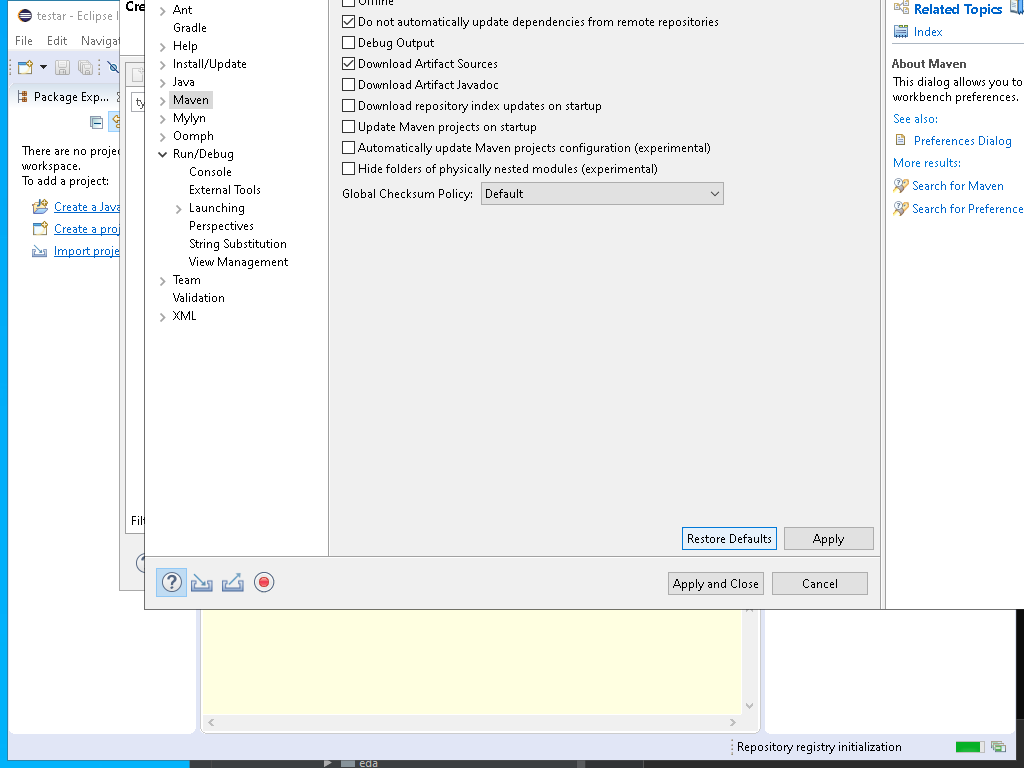 testar - Eclipse I
File Edit Navigat
Package Exp...
There are no projec
workspace.
To add a project:
Create a Java
Create a proj
Import proje
Cre
ty
Filt
Ant
Gradle
Help
Install/Update
Java
Maven
Mylyn
Oomph
Run/Debug
Console
External Tools
Launching
Perspectives
String Substitution
View Management
Team
Validation
XML
Offline
Do not automatically update dependencies from remote repositories
Debug Output
Download Artifact Sources
Download Artifact Javadoc
Download repository index updates on startup
Update Maven projects on startup
Automatically update Maven projects configuration (experimental)
Hide folders of physically nested modules (experimental)
Global Checksum Policy: Default
Restore Defaults Apply
Apply and Close Cancel
Related Topics
Index
About Maven
This dialog allows you to
workbench preferences.
See also:
Preferences Dialog
More results:
Search for Maven
Search for Preference
Repository registry initialization
eda